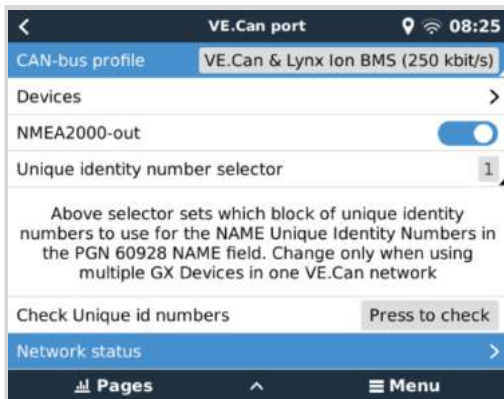 VE.Can port 08:25
CAN-bus profile VE.Can & Lynx Ion BMS (250 kbit/s)
Devices
NMEA2000-out
Unique identity number selector 1
Above selector sets which block of unique identity
numbers to use for the NAME Unique Identity Numbers in
the PGN 60928 NAME field. Change only when using
multiple GX Devices in one VE.Can network
Check Unique id numbers Press to check
Network status
Pages Menu